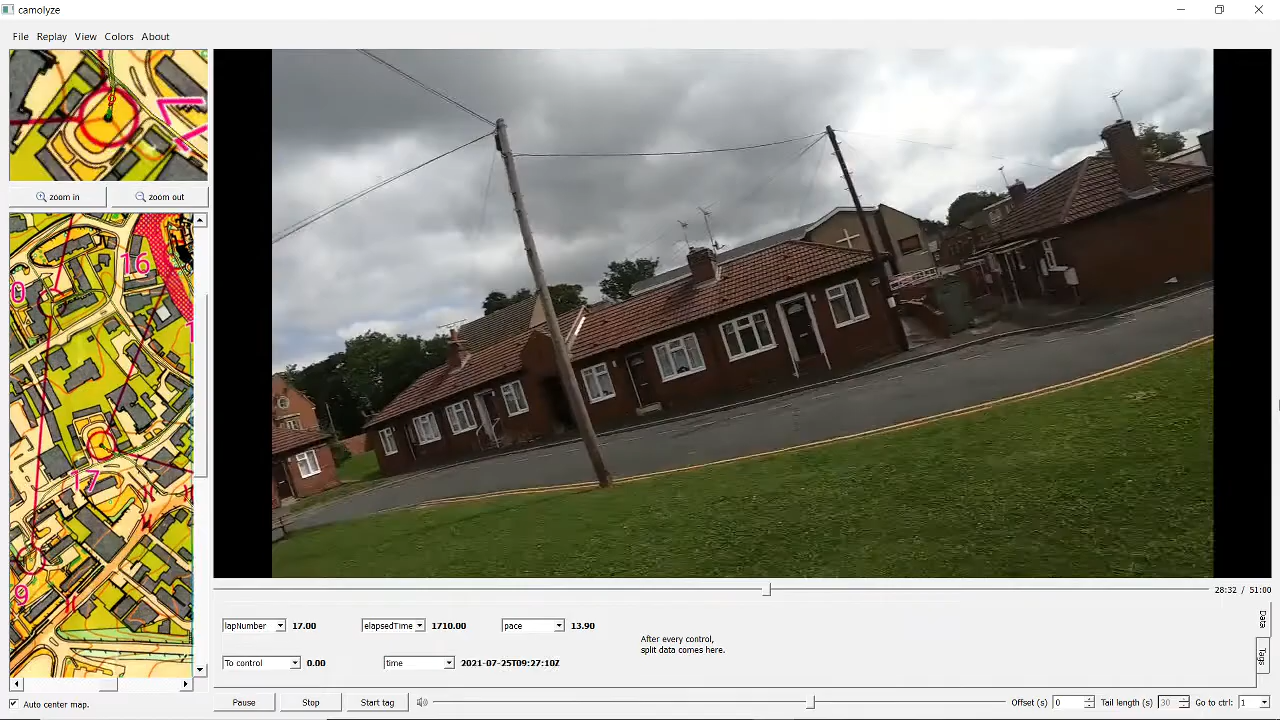 camolyze
File Replay View Colors About
zoom in
zoom out
16
0
1
17
9
28:32 / 51:00
lapNumber 17.00 elapsedTime 1710.00 pace 13.90
After every control,
split data comes here.
To control 0.00 time 2021-07-25T09:27:10Z
Data
Tags
Auto center map.
Pause Stop Start tag Offset (s) 0 Tail length (s) 30 Go to ctrl: 1